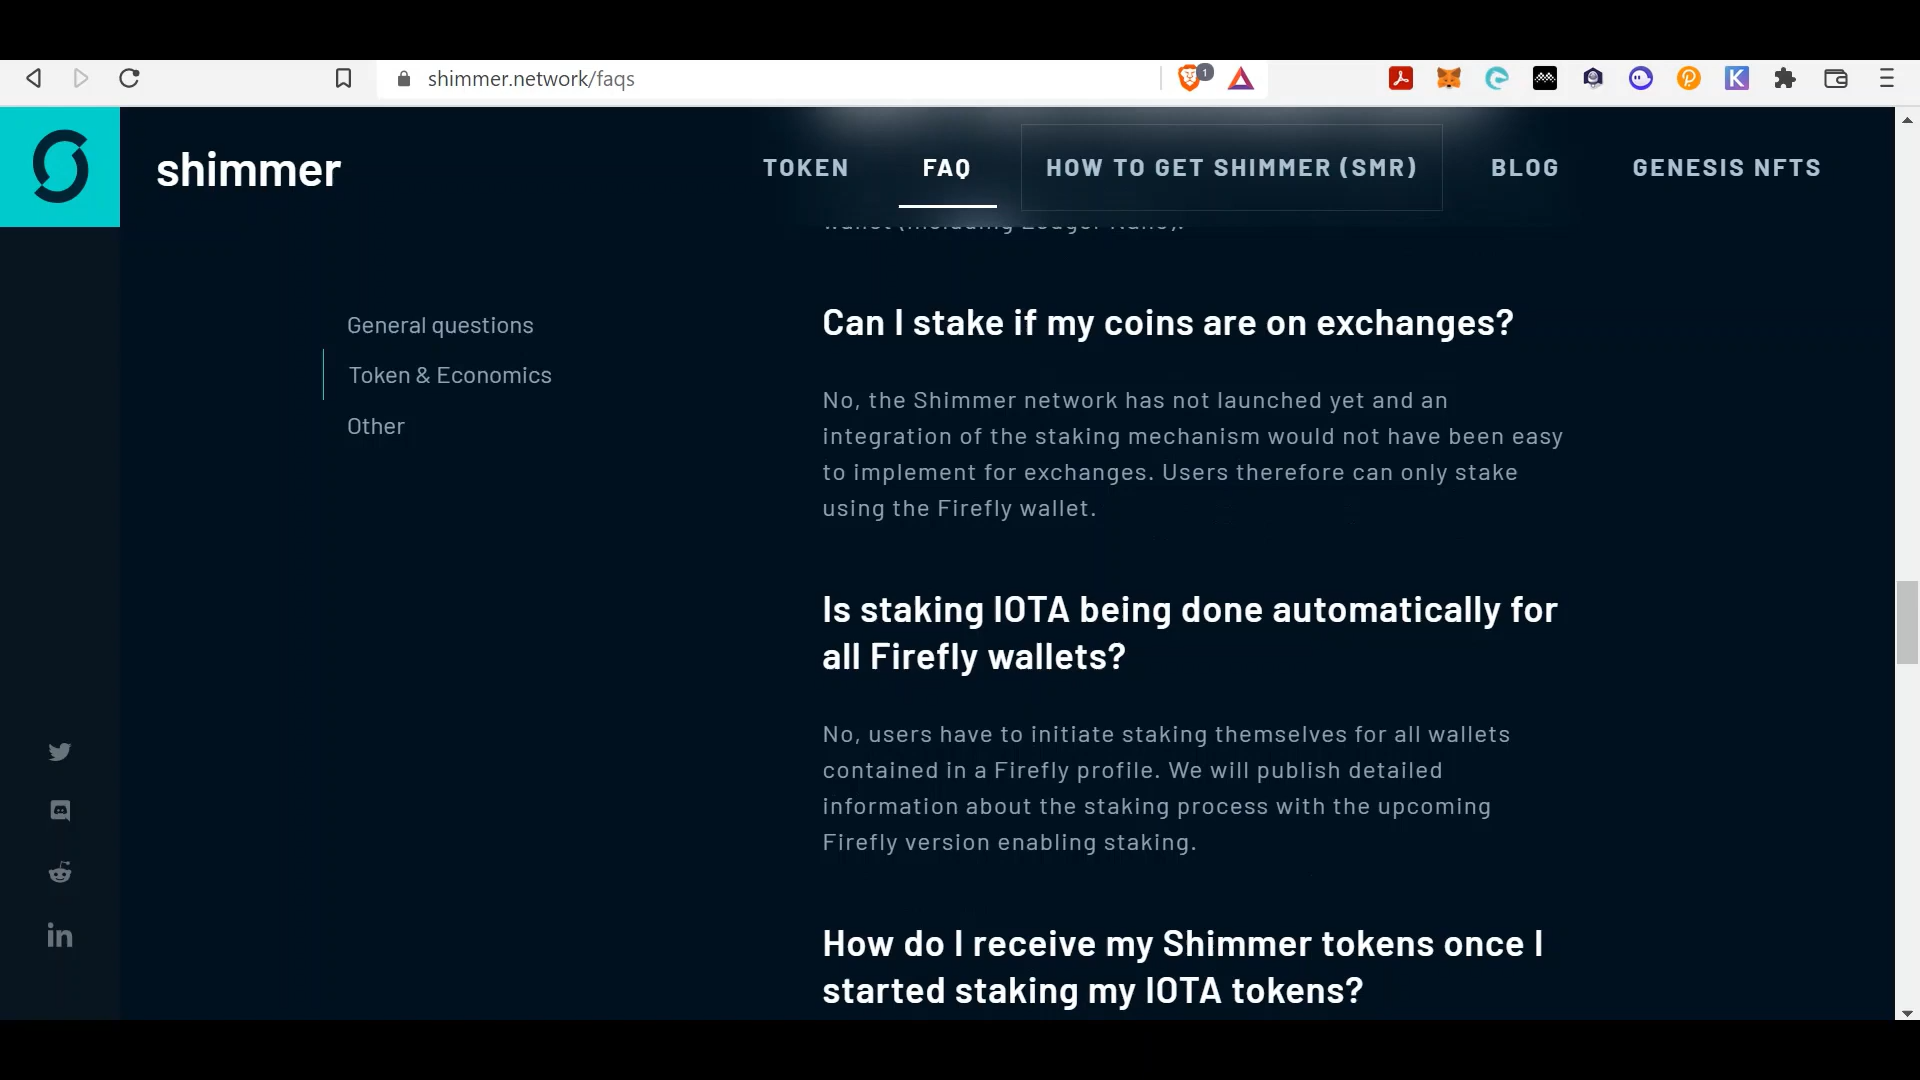 shimmer.network/faqs
1
shimmer
TOKEN
FAQ
HOW TO GET SHIMMER (SMR)
BLOG
GENESIS NFTS
wallet (including Ledger Nano).
General questions
Token & Economics
Other
Can I stake if my coins are on exchanges?
No, the Shimmer network has not launched yet and an
integration of the staking mechanism would not have been easy
to implement for exchanges. Users therefore can only stake
using the Firefly wallet.
Is staking IOTA being done automatically for
all Firefly wallets?
No, users have to initiate staking themselves for all wallets
contained in a Firefly profile. We will publish detailed
information about the staking process with the upcoming
Firefly version enabling staking.
How do I receive my Shimmer tokens once I
started staking my IOTA tokens?